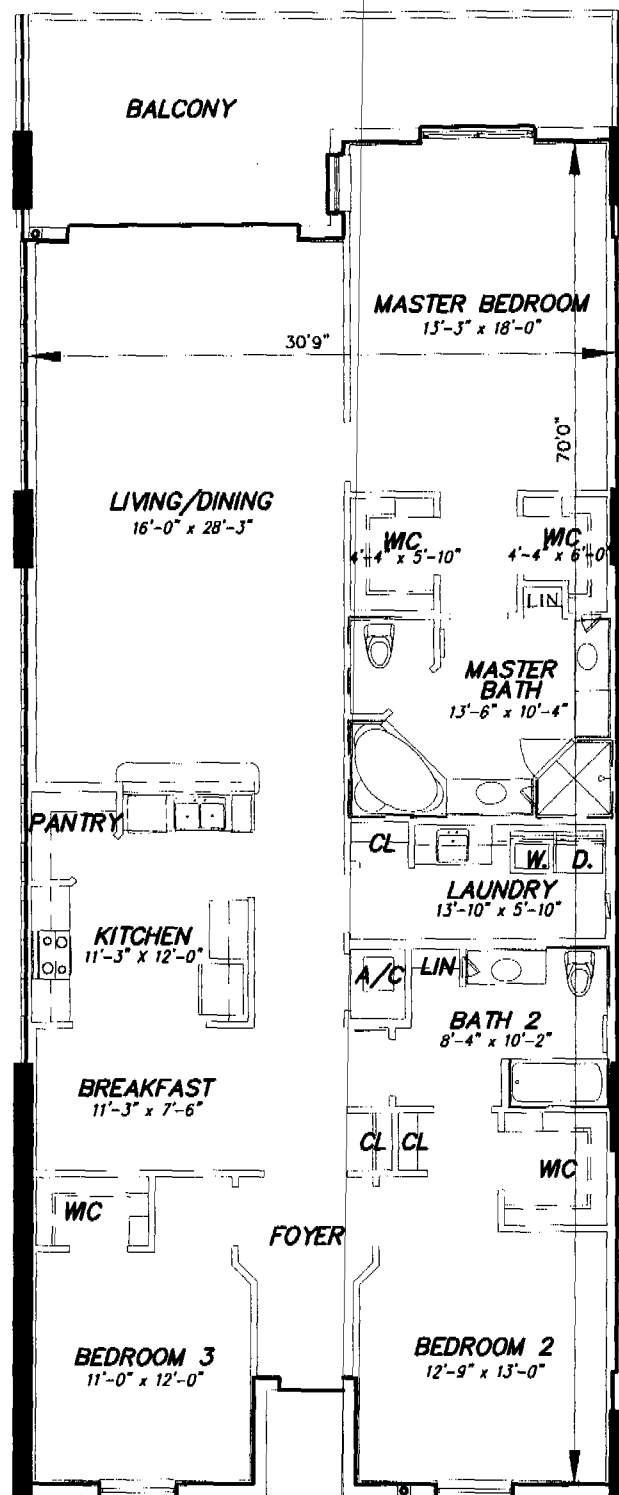 BALCONY
MASTER BEDROOM
13'-3" x 18'-0"
30'9"
70'0"
LIVING/DINING
16'-0" x 28'-3"
WIC
4'-4" x 5'-10"
WIC
4'-4" x 6'-0"
LIN
MASTER
BATH
13'-6" x 10'-4"
PANTRY
CL
W.
D.
LAUNDRY
13'-10" x 5'-10"
KITCHEN
11'-3" X 12'-0"
A/C
LIN
BATH 2
8'-4" x 10'-2"
BREAKFAST
11'-3" x 7'-6"
CL
CL
WIC
WIC
FOYER
BEDROOM 3
11'-0" x 12'-0"
BEDROOM 2
12'-9" x 13'-0"